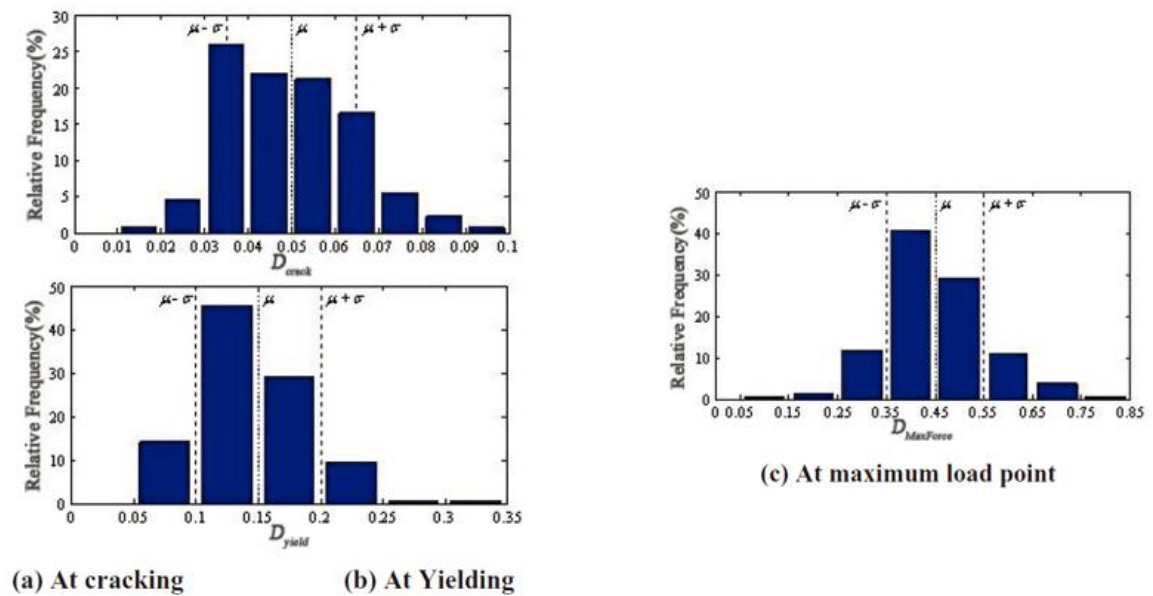 30
25
20
15
10
5
0
Relative Frequency(%)
μ - σ μ μ + σ
0 0.01 0.02 0.03 0.04 0.05 0.06 0.07 0.08 0.09 0.1
D crack
50
40
30
20
10
0
Relative Frequency(%)
μ - σ μ μ + σ
0 0.05 0.1 0.15 0.2 0.25 0.3 0.35
D yield
(a) At cracking (b) At Yielding
50
40
30
20
10
0
Relative Frequency(%)
μ - σ μ μ + σ
0 0.05 0.15 0.25 0.35 0.45 0.55 0.65 0.75 0.85
D MaxForce
(c) At maximum load point